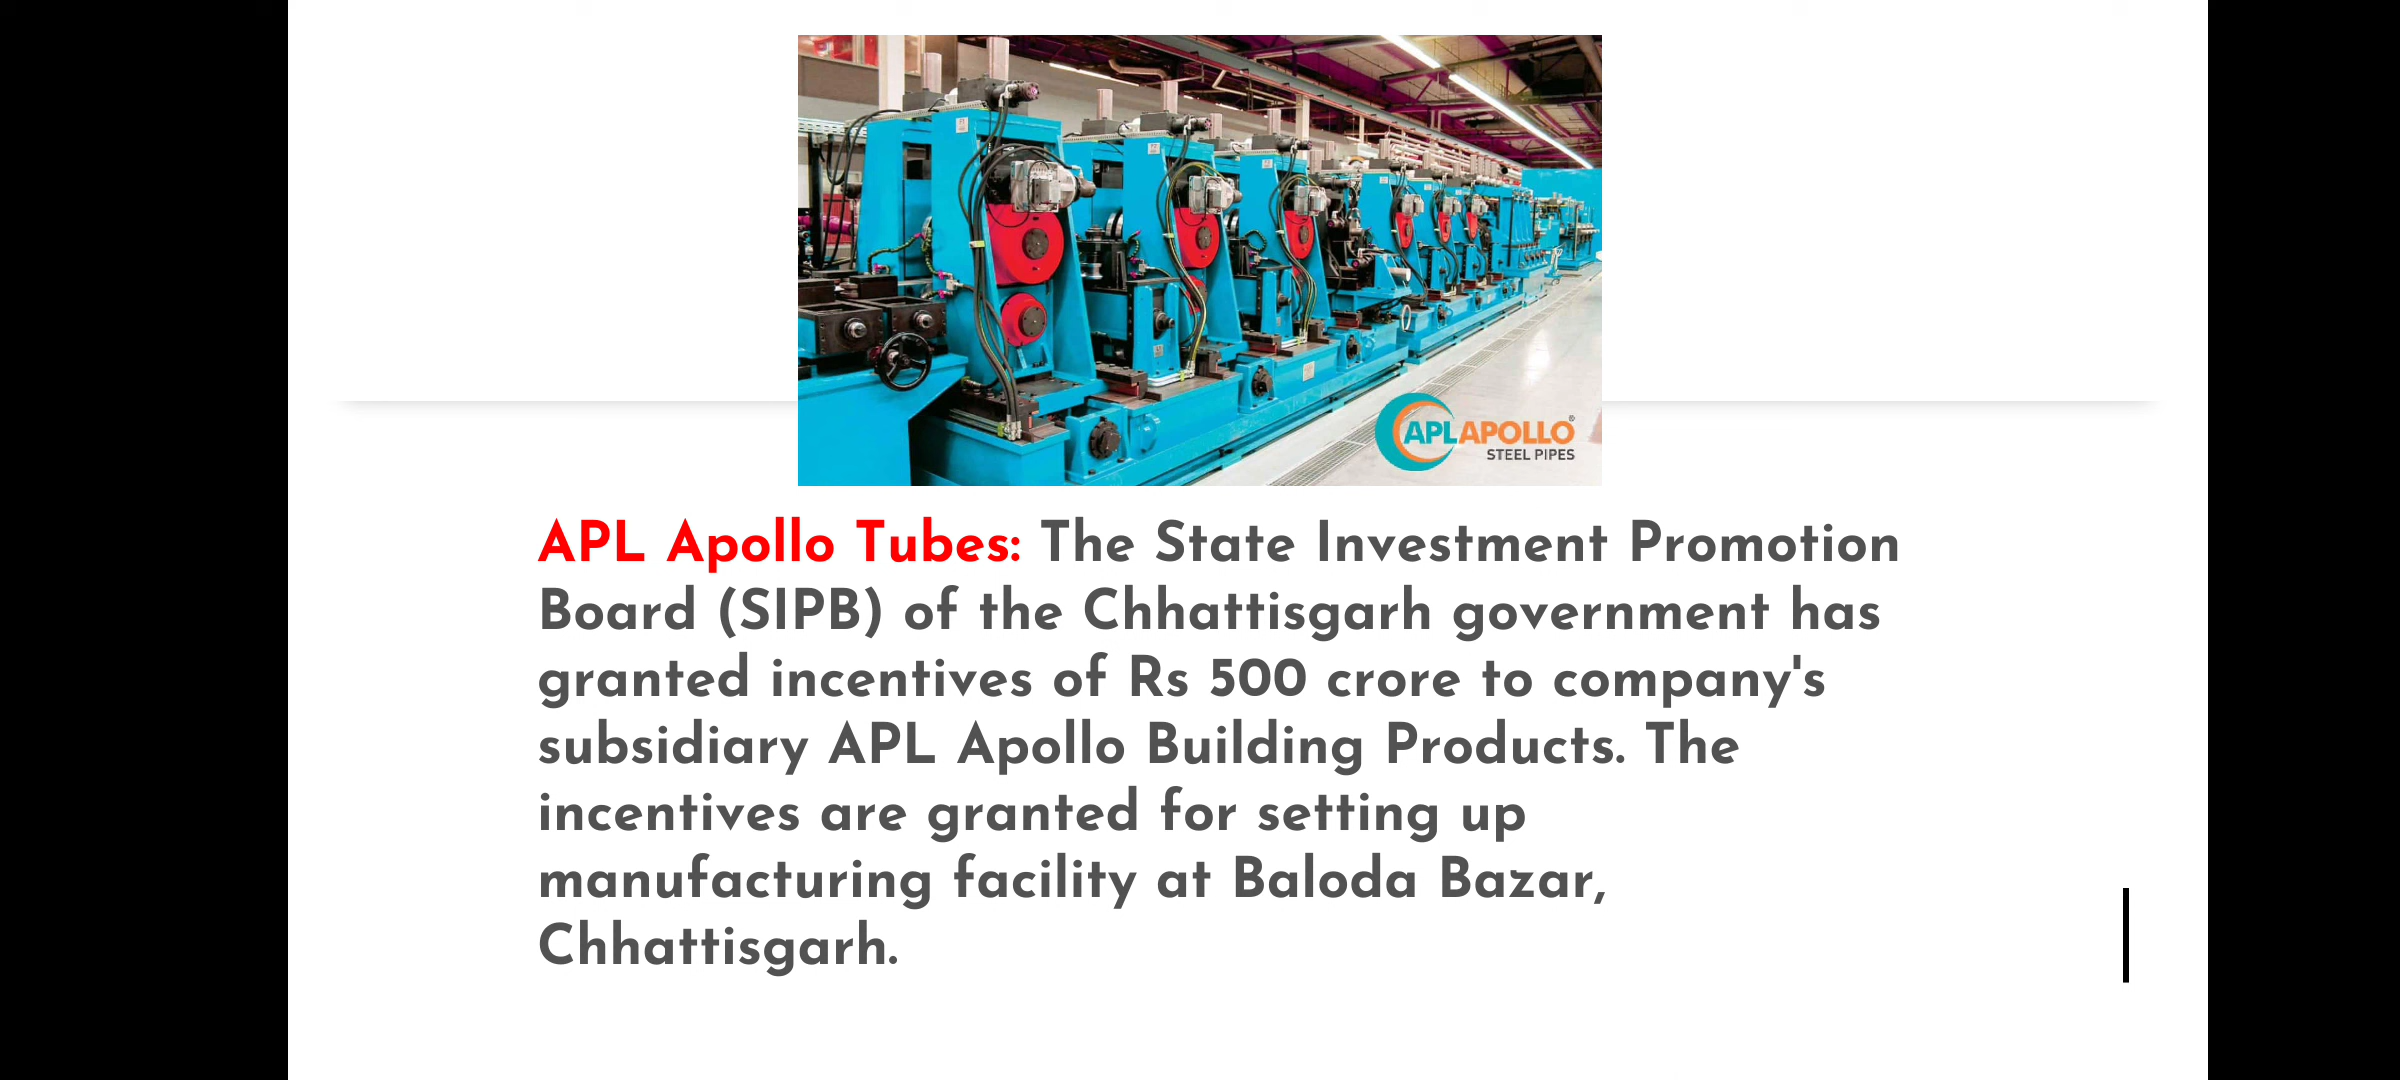 APL APOLLO
STEEL PIPES
APL Apollo Tubes: The State Investment Promotion
Board (SIPB) of the Chhattisgarh government has
granted incentives of Rs 500 crore to company's
subsidiary APL Apollo Building Products. The
incentives are granted for setting up
manufacturing facility at Baloda Bazar,
Chhattisgarh.